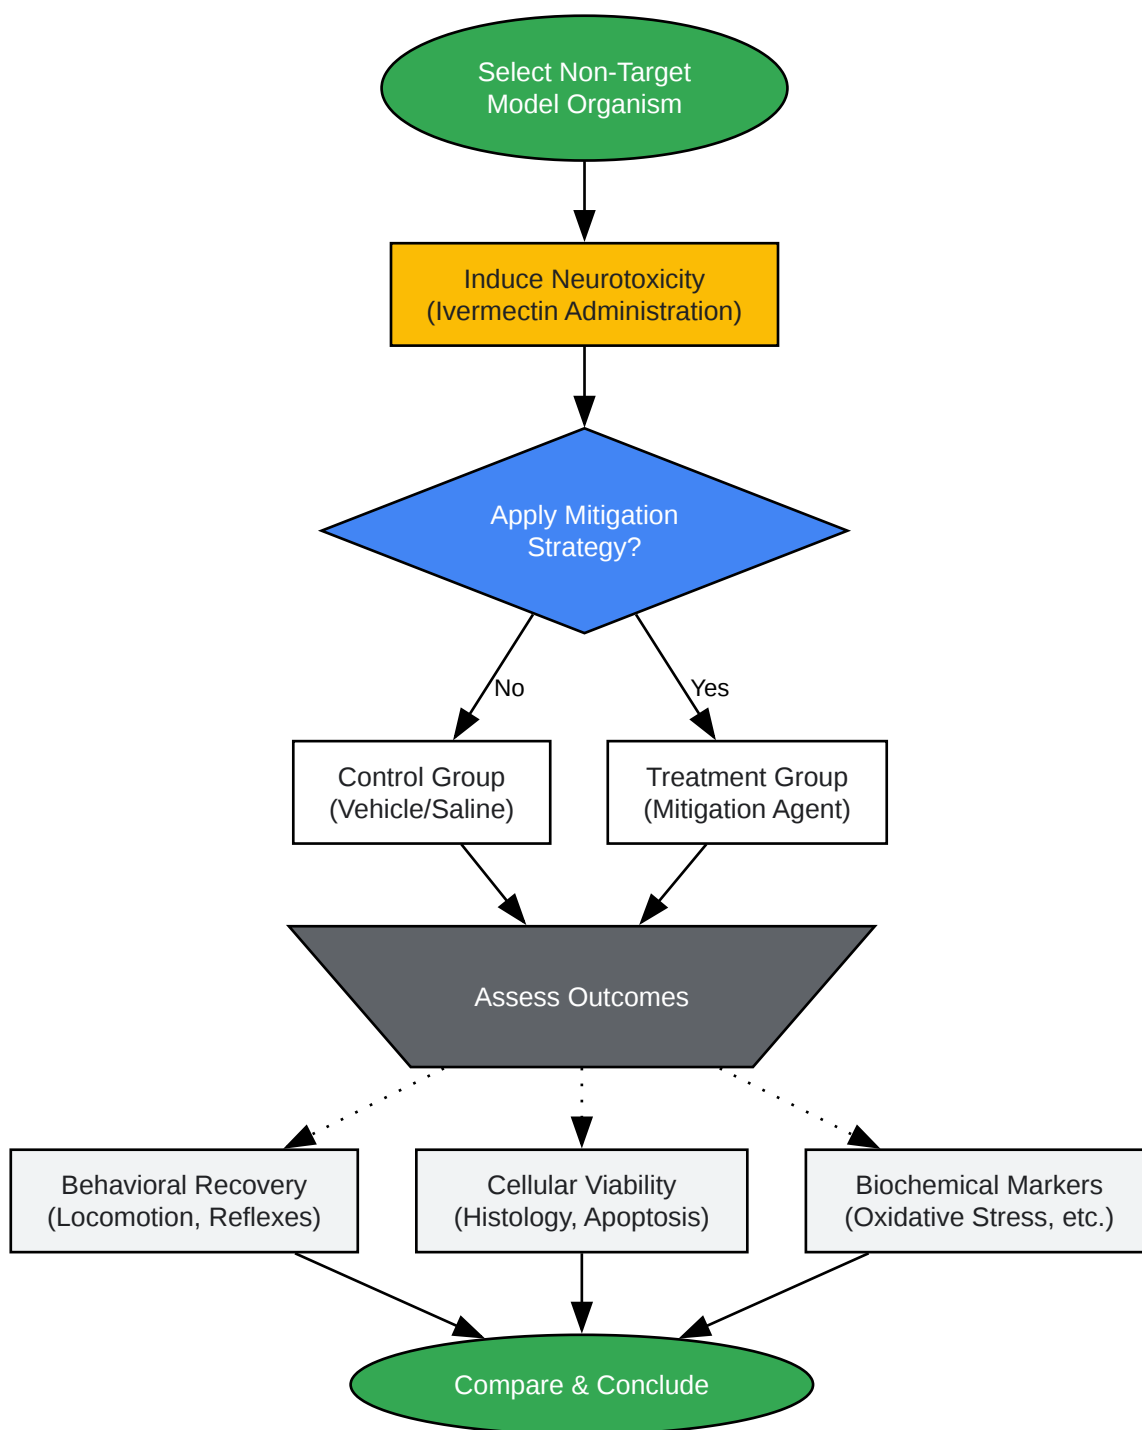 Select Non-Target
Model Organism
Induce Neurotoxicity
(Ivermectin Administration)
Apply Mitigation
Strategy?
No
Yes
Control Group
(Vehicle/Saline)
Treatment Group
(Mitigation Agent)
Assess Outcomes
Behavioral Recovery
(Locomotion, Reflexes)
Cellular Viability
(Histology, Apoptosis)
Biochemical Markers
(Oxidative Stress, etc.)
Compare & Conclude